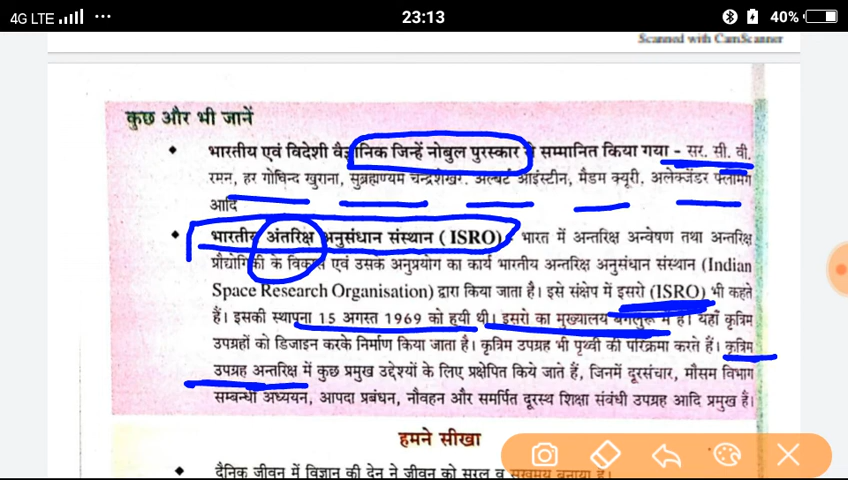 4G LTE 23:13 40%
Scanned with CamScanner
कुछ और भी जानें
• भारतीय एवं विदेशी वैज्ञानिक जिन्हें नोबुल पुरस्कार से सम्मानित किया गया - सर. सी. वी.
रमन, हर गोविन्द खुराना, सुब्रह्मण्यम चन्द्रशेखर, अल्बर्ट आइंस्टीन, मैडम क्यूरी, अलेक्जेंडर फ्लेमिंग
आदि
• भारतीय अंतरिक्ष अनुसंधान संस्थान ( ISRO) - भारत में अन्तरिक्ष अन्वेषण तथा अन्तरिक्ष
प्रौद्योगिकी के विकास एवं उसके अनुप्रयोग का कार्य भारतीय अन्तरिक्ष अनुसंधान संस्थान (Indian
Space Research Organisation) द्वारा किया जाता है। इसे संक्षेप में इसरो (ISRO) भी कहते
हैं। इसकी स्थापना 15 अगस्त 1969 को हुयी थी। इसरो का मुख्यालय बंगलुरू में है। यहाँ कृत्रिम
उपग्रहों को डिजाइन करके निर्माण किया जाता है। कृत्रिम उपग्रह भी पृथ्वी की परिक्रमा करते हैं। कृत्रिम
उपग्रह अन्तरिक्ष में कुछ प्रमुख उद्देश्यों के लिए प्रक्षेपित किये जाते हैं, जिनमें दूरसंचार, मौसम विभाग
सम्बन्धी अध्ययन, आपदा प्रबंधन, नौवहन और समर्पित दूरस्थ शिक्षा संबंधी उपग्रह आदि प्रमुख हैं।
हमने सीखा
• दैनिक जीवन में विज्ञान की देन ने जीवन को सरल व सुखमय बनाया है।